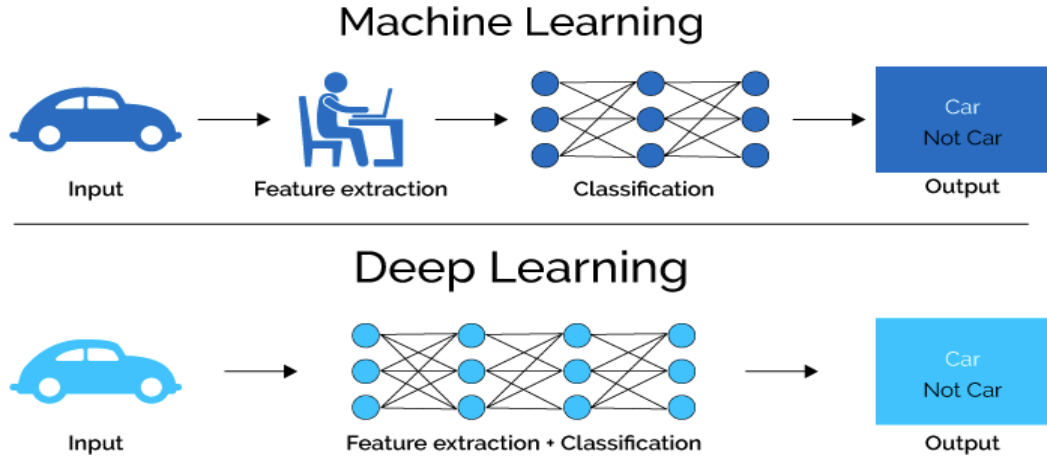 Machine Learning
Car
Not Car
Input
Feature extraction
Classification
Output
Deep Learning
Car
Not Car
Input
Feature extraction + Classification
Output